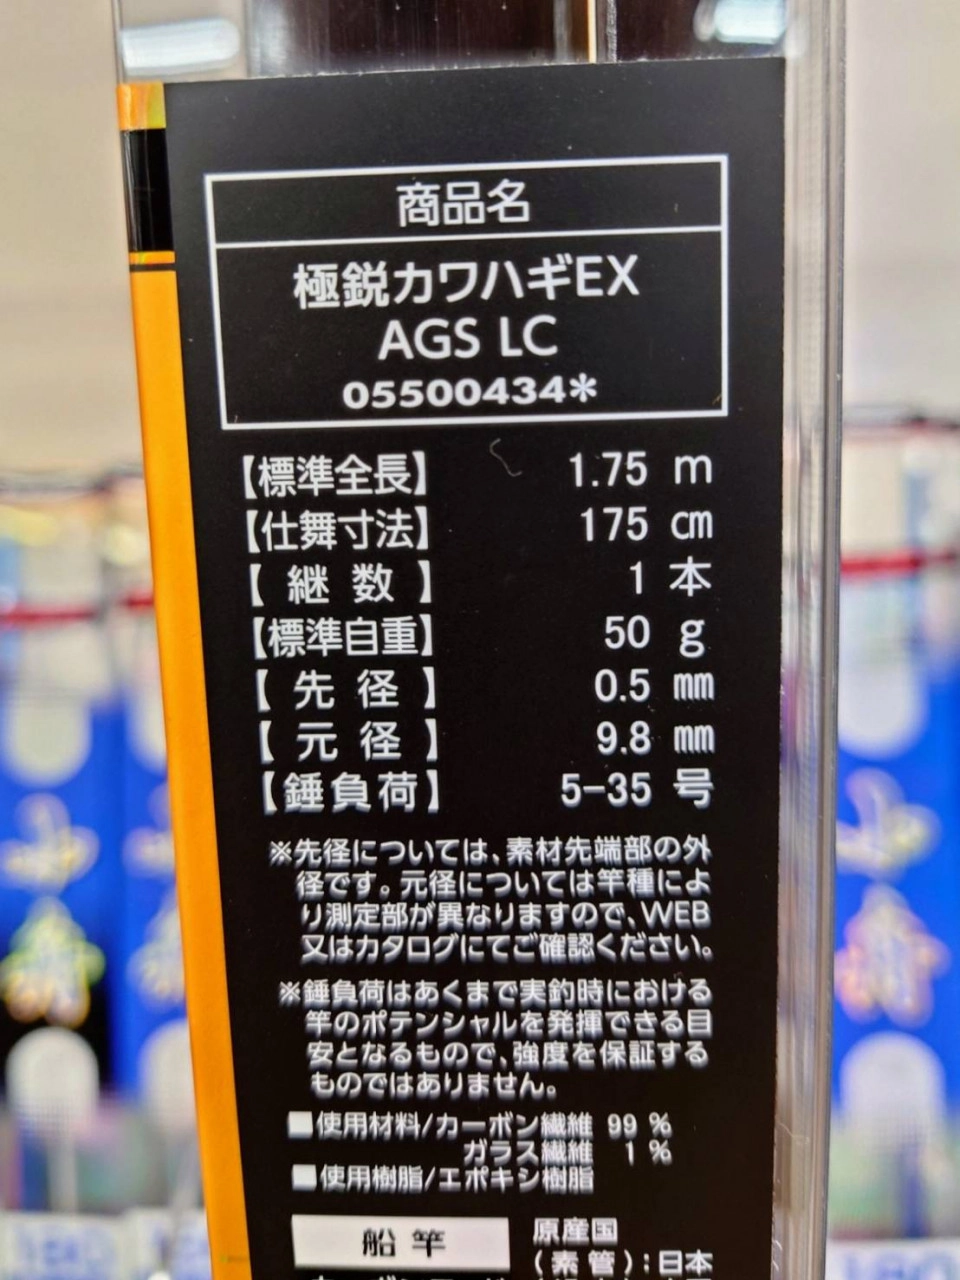 商品名
極鋭カワハギEX
AGS LC
05500434*
【標準全長】 1.75 m
【仕舞寸法】 175 cm
【継数】 1 本
【標準自重】 50 g
【先径】 0.5 mm
【元径】 9.8 mm
【錘負荷】 5-35 号
※先径については、素材先端部の外
径です。元径については竿種によ
り測定部が異なりますので、WEB
又はカタログにてご確認ください。
※錘負荷はあくまで実釣時における
竿のポテンシャルを発揮できる目
安となるもので、強度を保証する
ものではありません。
■使用材料/カーボン繊維 99 %
ガラス繊維 1 %
■使用樹脂/エポキシ樹脂
船竿
原産国
(素管):日本